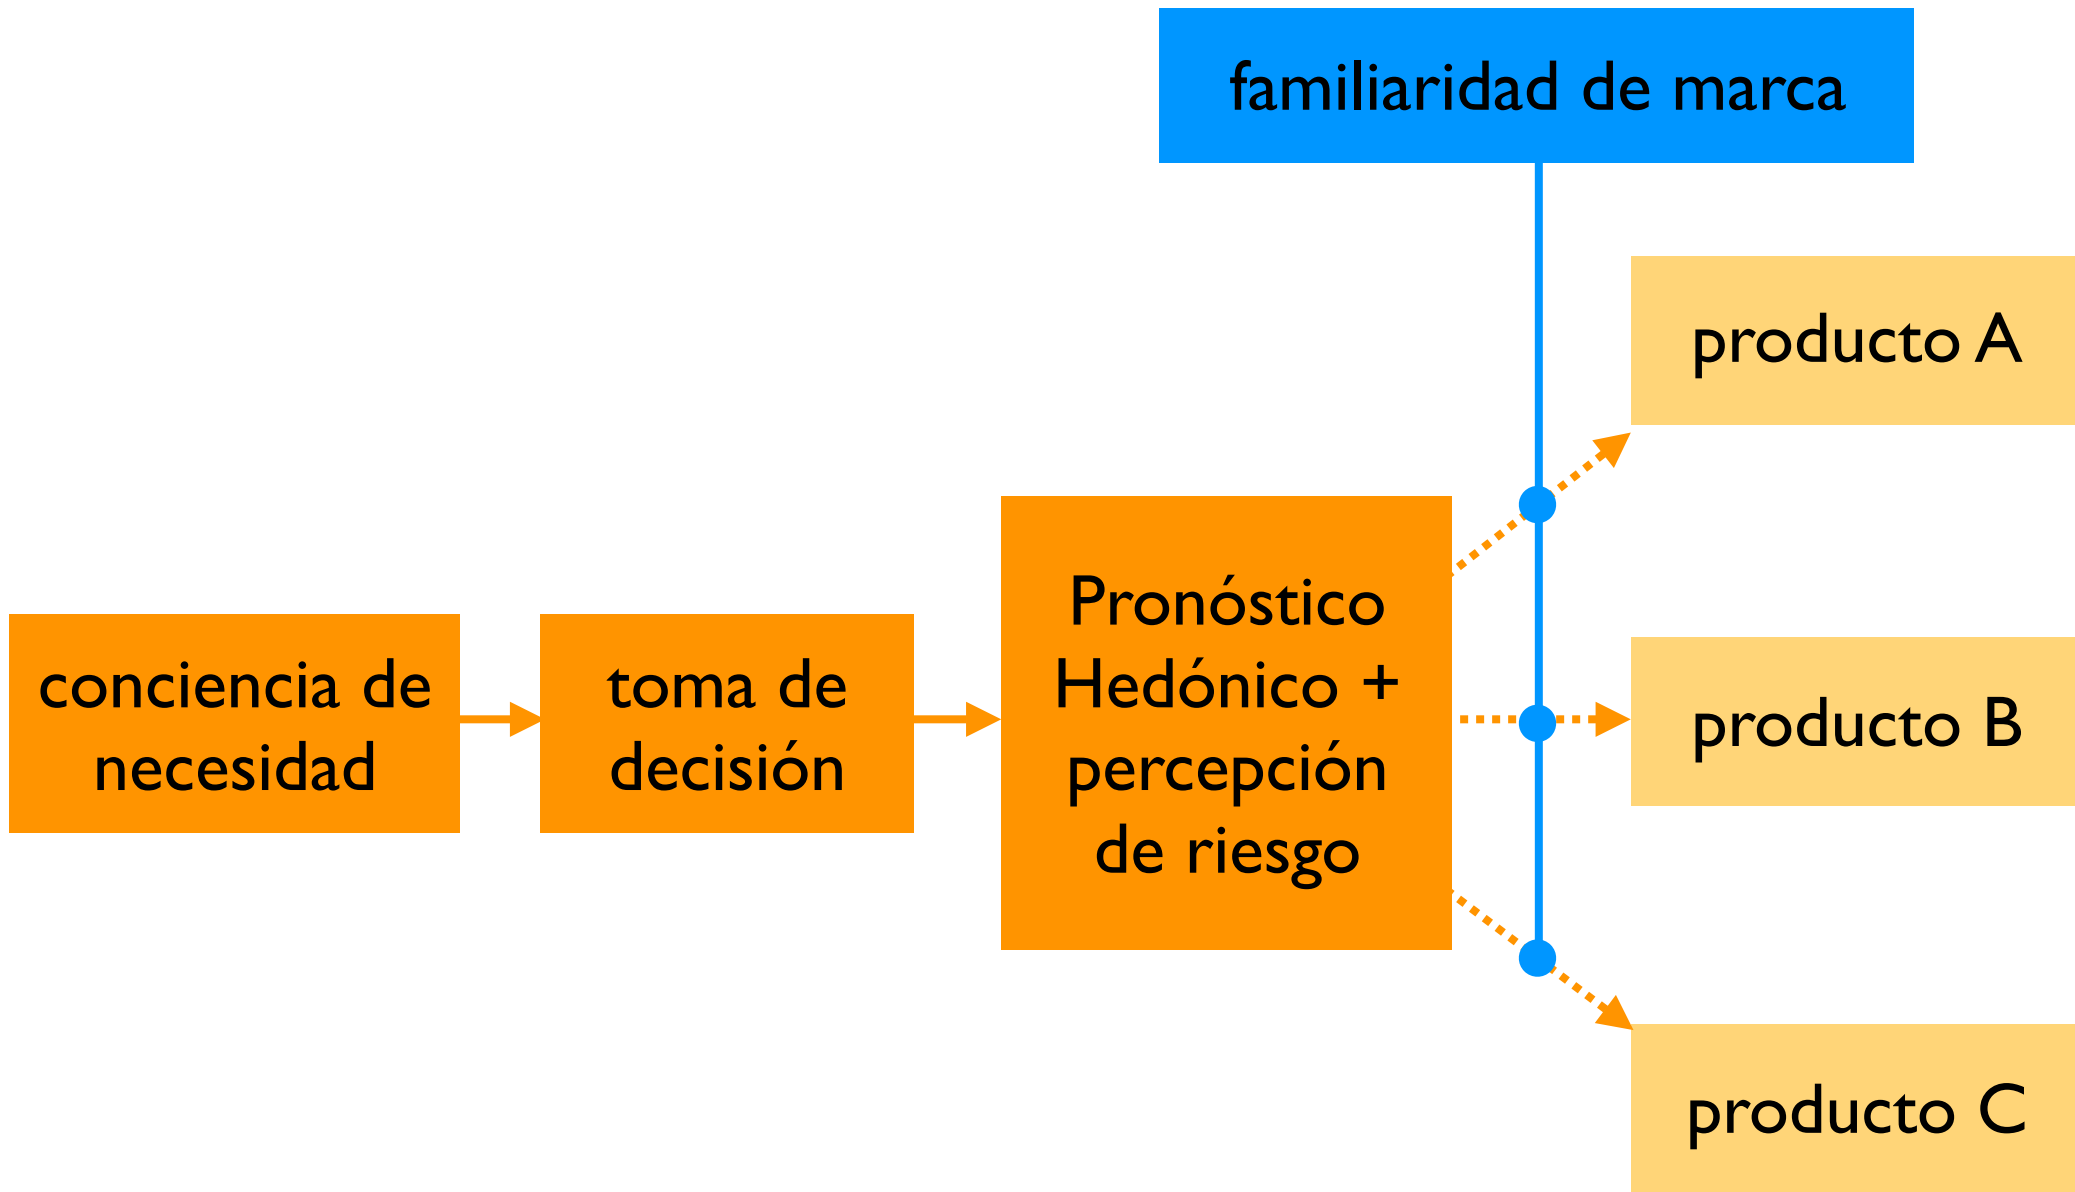 familiaridad de marca
producto A
conciencia de
necesidad
toma de
decisión
Pronóstico
Hedónico +
percepción
de riesgo
producto B
producto C